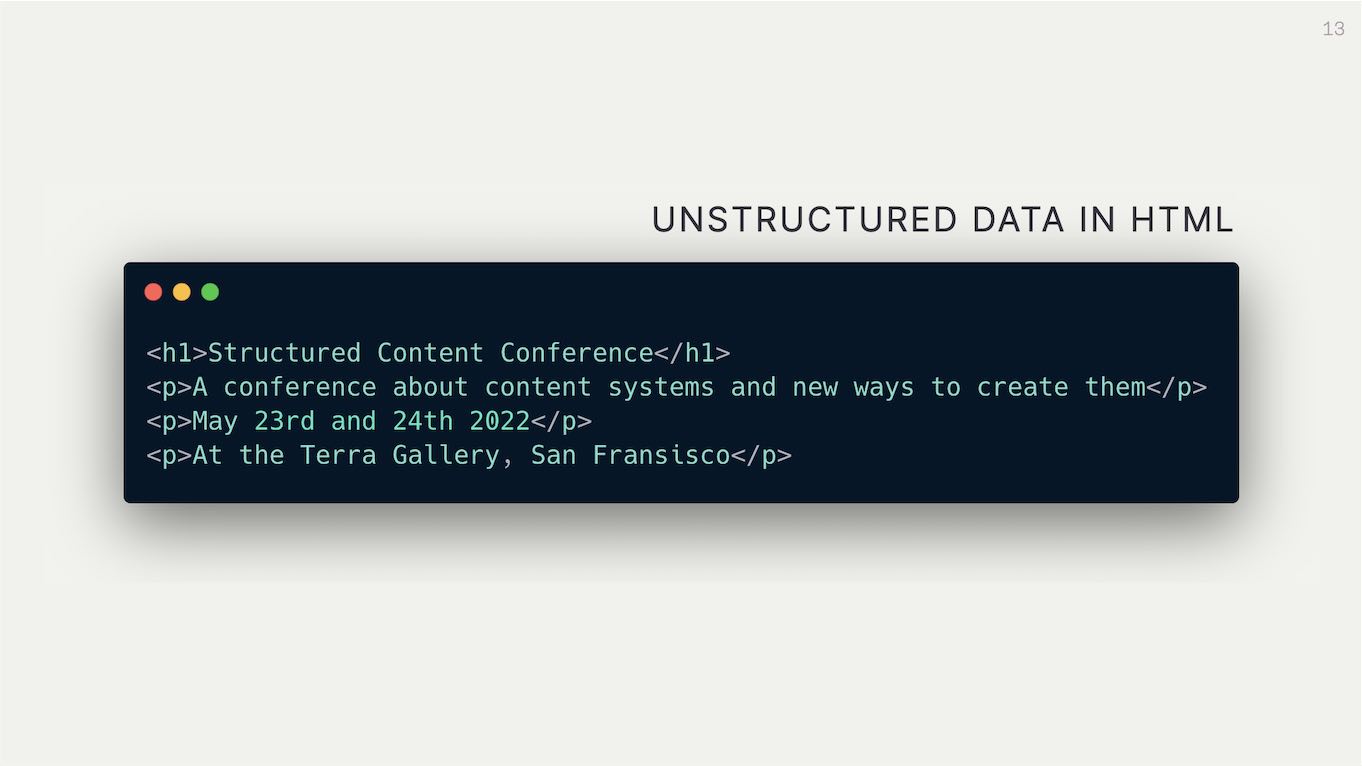 13
UNSTRUCTURED DATA IN HTML
<h1>Structured Content Conference</h1>
<p>A conference about content systems and new ways to create them</p>
<p>May 23rd and 24th 2022</p>
<p>At the Terra Gallery, San Fransisco</p>